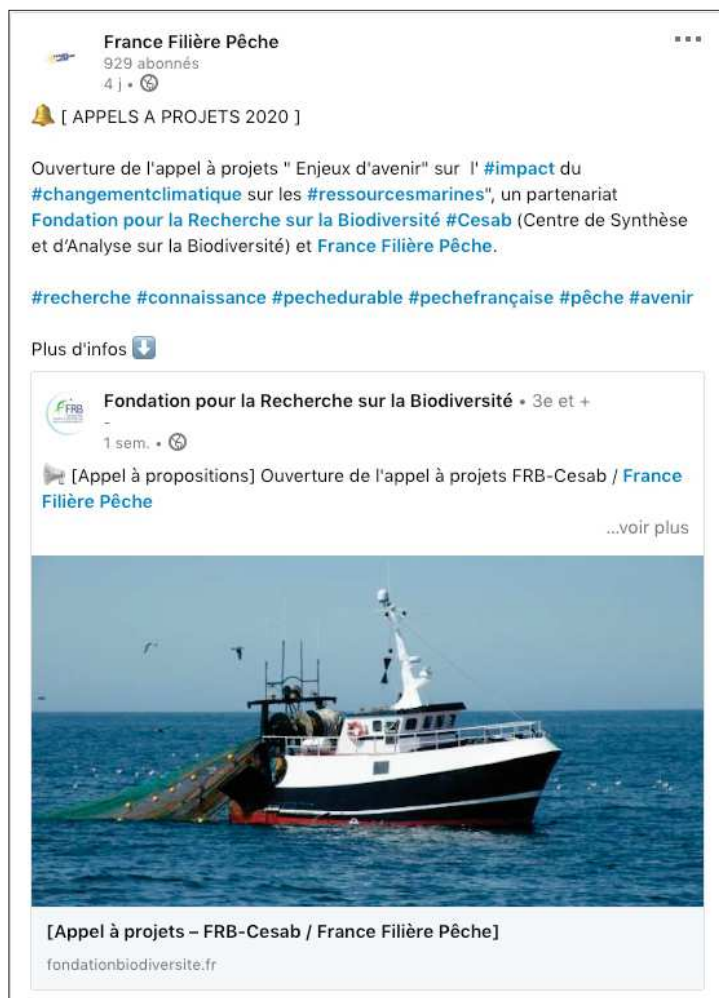 France Filière Pêche
929 abonnés
4 j •
[ APPELS A PROJETS 2020 ]
Ouverture de l'appel à projets " Enjeux d'avenir" sur l' #impact du
#changementclimatique sur les #ressourcesmarines", un partenariat
Fondation pour la Recherche sur la Biodiversité #Cesab (Centre de Synthèse
et d'Analyse sur la Biodiversité) et France Filière Pêche.
#recherche #connaissance #pechedurable #pechefrançaise #pêche #avenir
Plus d'infos
FRB
Fondation pour la Recherche sur la Biodiversité • 3e et +
-
1 sem. •
[Appel à propositions] Ouverture de l'appel à projets FRB-Cesab / France
Filière Pêche
...voir plus
[Appel à projets – FRB-Cesab / France Filière Pêche]
fondationbiodiversite.fr